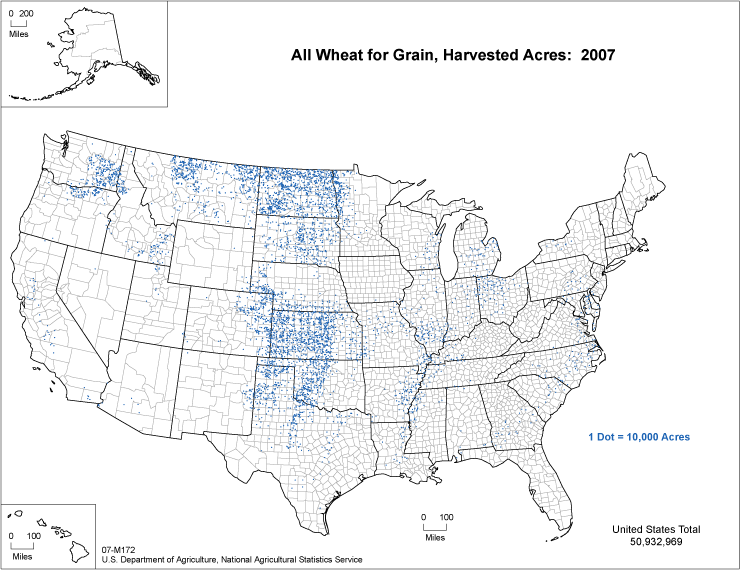 0 200
Miles
All Wheat for Grain, Harvested Acres: 2007
1 Dot = 10,000 Acres
0 100
Miles
0 100
Miles
United States Total
50,932,969
07-M172
U.S. Department of Agriculture, National Agricultural Statistics Service